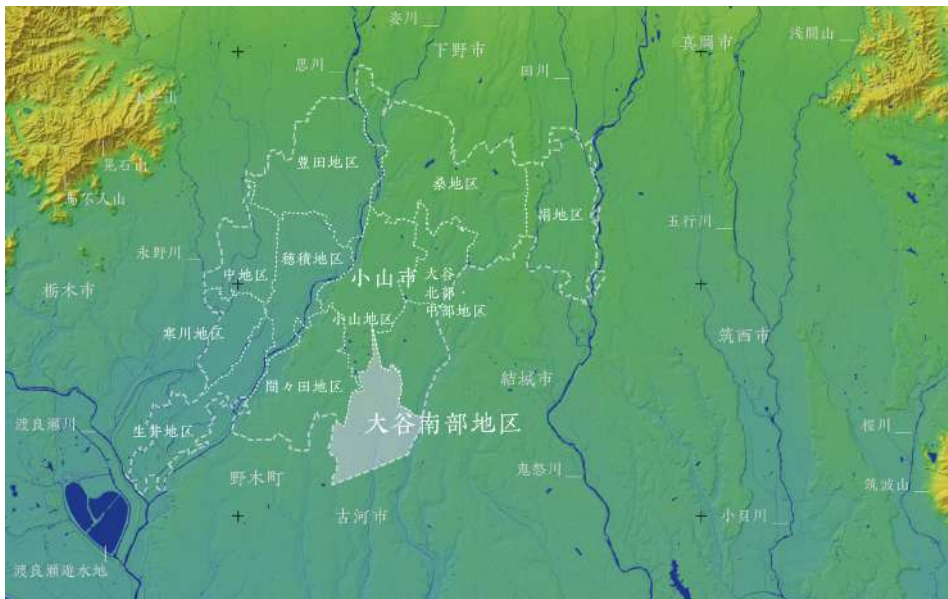 姿川
下野市
真岡市
浅間山
思川
田川
晃石山
馬不入山
豊田地区
桑地区
絹地区
永野川
中地区
穂積地区
五行川
小山市
大谷
北部・
中部地区
栃木市
寒川地区
小山地区
筑西市
間々田地区
結城市
渡良瀬川
生井地区
大谷南部地区
桜川
野木町
鬼怒川
筑波山
古河市
小貝川
渡良瀬遊水地